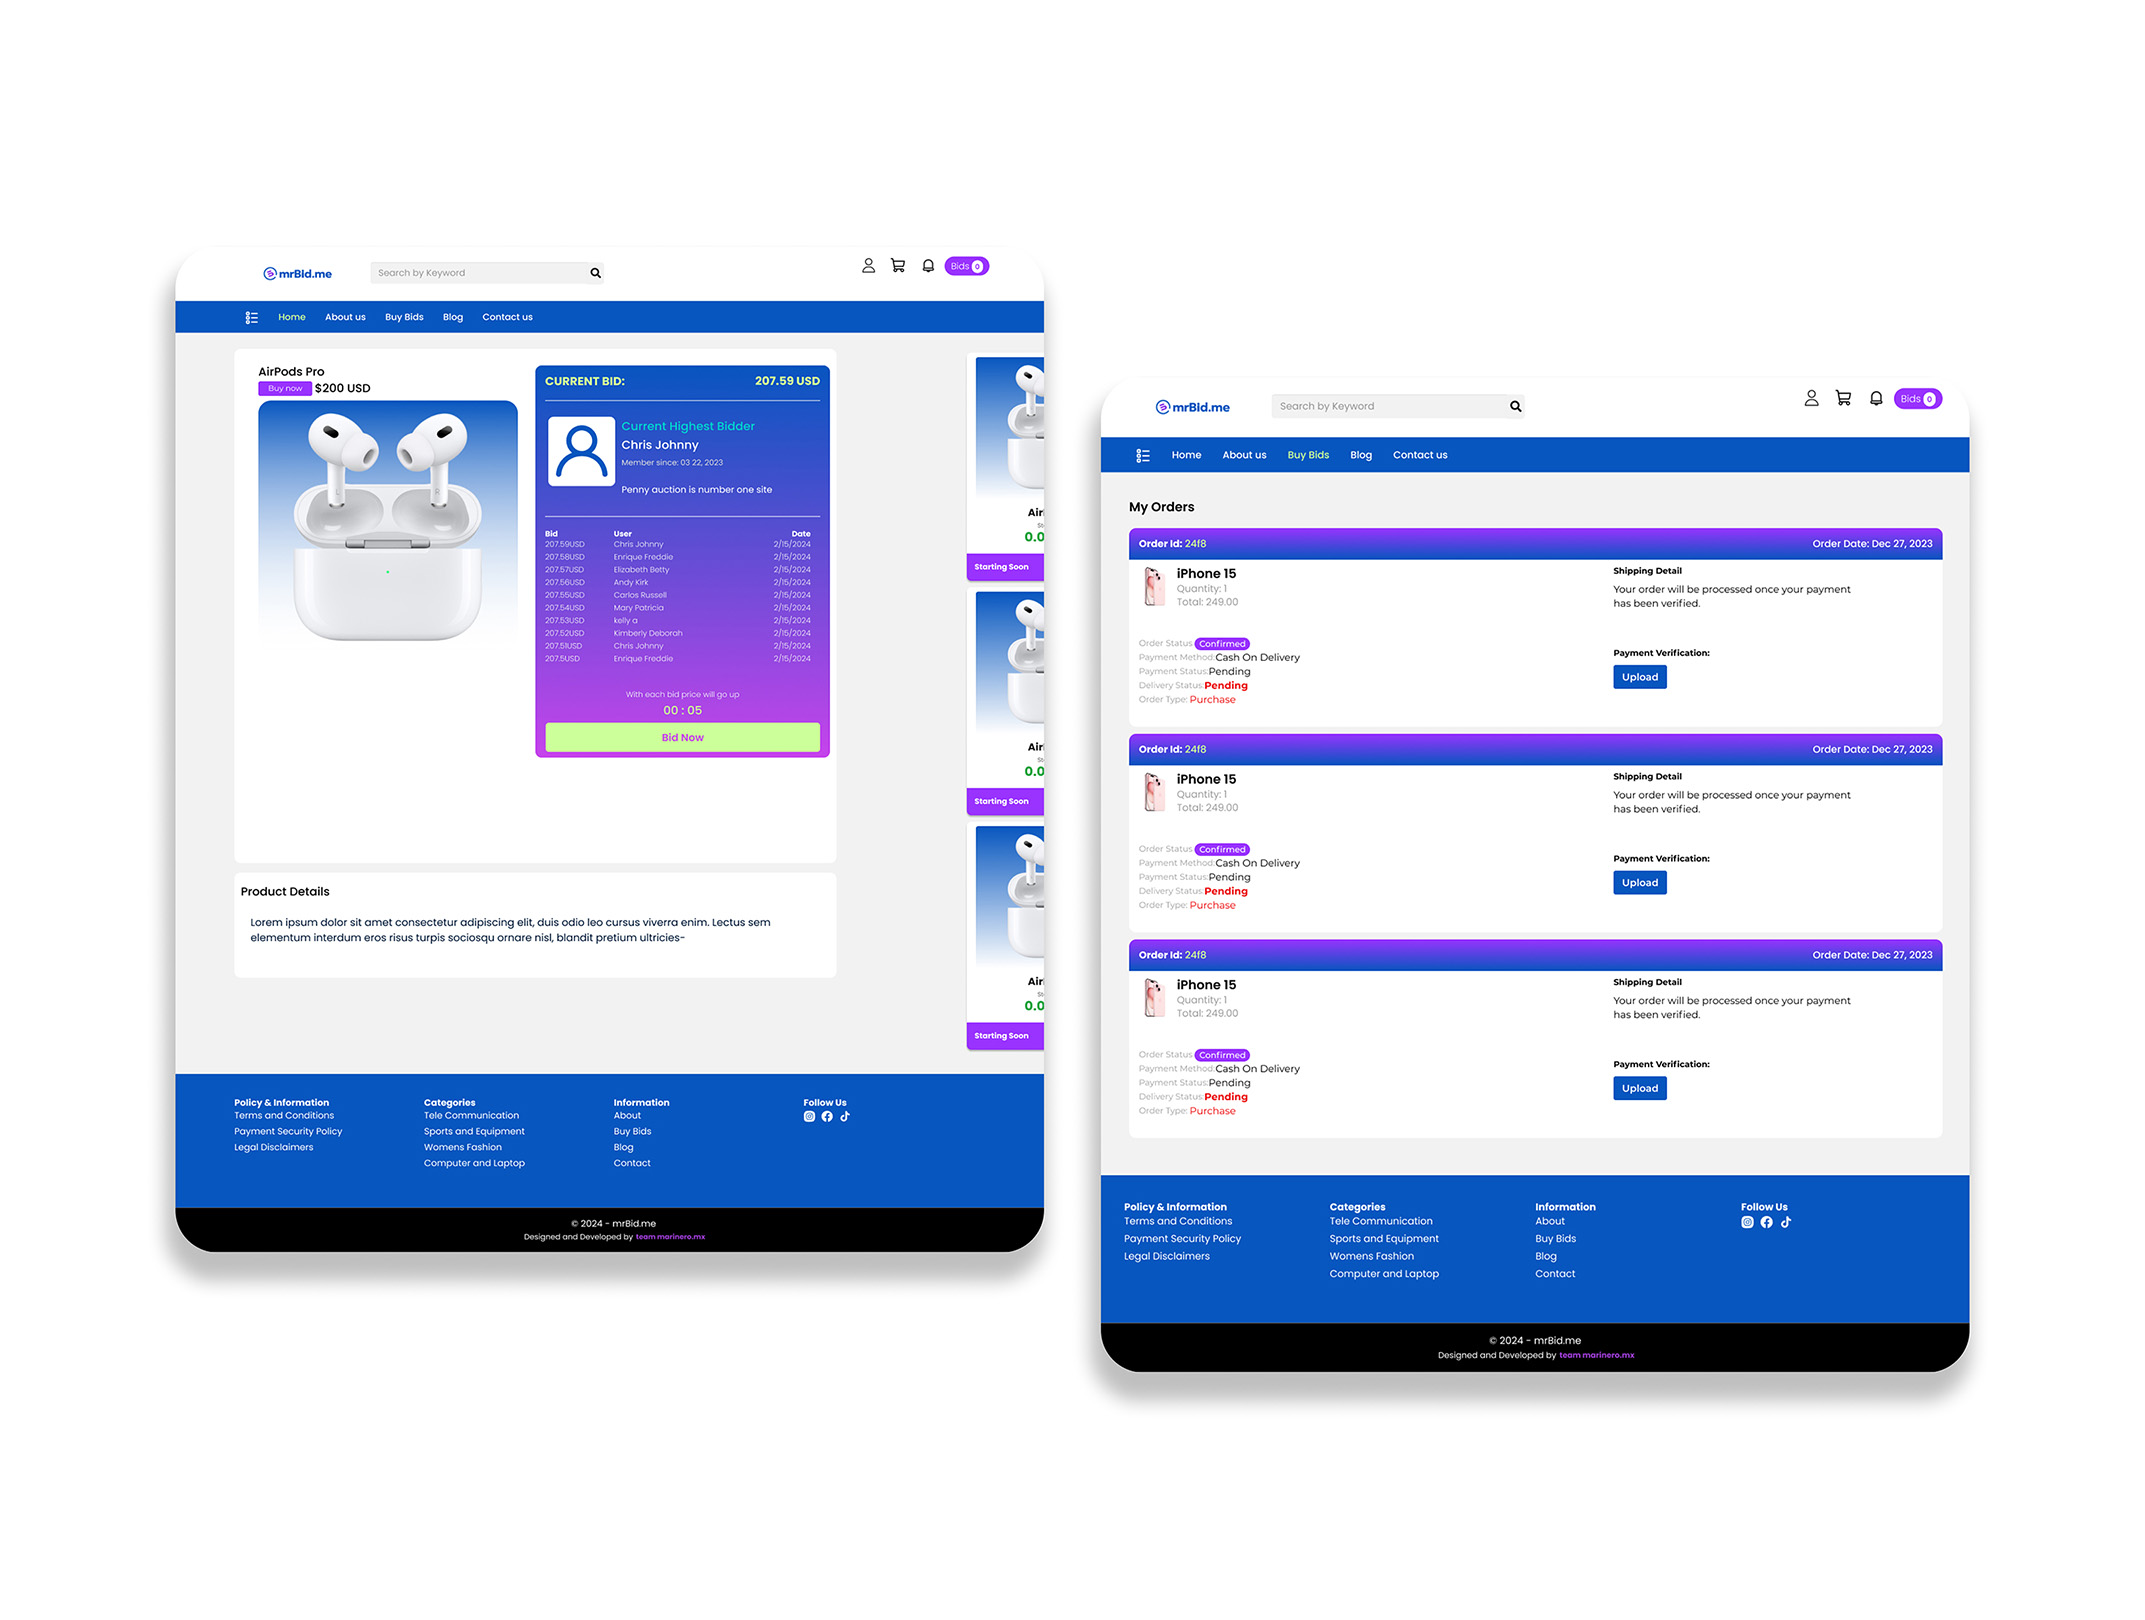 mrBid.me
Search by Keyword
Bids 0
Home About us Buy Bids Blog Contact us
AirPods Pro
Buy now $200 USD
L R
CURRENT BID: 207.59 USD
Current Highest Bidder
Chris Johnny
Member since: 03 22, 2023
Penny auction is number one site
Bid User Date
207.59USD Chris Johnny 2/15/2024
207.58USD Enrique Freddie 2/15/2024
207.57USD Elizabeth Betty 2/15/2024
207.56USD Andy Kirk 2/15/2024
207.55USD Carlos Russell 2/15/2024
207.54USD Mary Patricia 2/15/2024
207.53USD kelly a 2/15/2024
207.52USD Kimberly Deborah 2/15/2024
207.51USD Chris Johnny 2/15/2024
207.5USD Enrique Freddie 2/15/2024
With each bid price will go up
00 : 05
Bid Now
Air
St
0.0
Starting Soon
Air
St
0.0
Starting Soon
Air
St
0.0
Starting Soon
Product Details
Lorem ipsum dolor sit amet consectetur adipiscing elit, duis odio leo cursus viverra enim. Lectus sem
elementum interdum eros risus turpis sociosqu ornare nisl, blandit pretium ultricies-
Policy & Information
Terms and Conditions
Payment Security Policy
Legal Disclaimers
Categories
Tele Communication
Sports and Equipment
Womens Fashion
Computer and Laptop
Information
About
Buy Bids
Blog
Contact
Follow Us
© 2024 - mrBid.me
Designed and Developed by team marinero.mx
mrBid.me
Search by Keyword
Bids 0
Home About us Buy Bids Blog Contact us
My Orders
Order Id: 24f8 Order Date: Dec 27, 2023
iPhone 15
Quantity: 1
Total: 249.00
Shipping Detail
Your order will be processed once your payment
has been verified.
Order Status Confirmed
Payment Method: Cash On Delivery
Payment Status: Pending
Delivery Status: Pending
Order Type: Purchase
Payment Verification:
Upload
Order Id: 24f8 Order Date: Dec 27, 2023
iPhone 15
Quantity: 1
Total: 249.00
Shipping Detail
Your order will be processed once your payment
has been verified.
Order Status Confirmed
Payment Method: Cash On Delivery
Payment Status: Pending
Delivery Status: Pending
Order Type: Purchase
Payment Verification:
Upload
Order Id: 24f8 Order Date: Dec 27, 2023
iPhone 15
Quantity: 1
Total: 249.00
Shipping Detail
Your order will be processed once your payment
has been verified.
Order Status Confirmed
Payment Method: Cash On Delivery
Payment Status: Pending
Delivery Status: Pending
Order Type: Purchase
Payment Verification:
Upload
Policy & Information
Terms and Conditions
Payment Security Policy
Legal Disclaimers
Categories
Tele Communication
Sports and Equipment
Womens Fashion
Computer and Laptop
Information
About
Buy Bids
Blog
Contact
Follow Us
© 2024 - mrBid.me
Designed and Developed by team marinero.mx